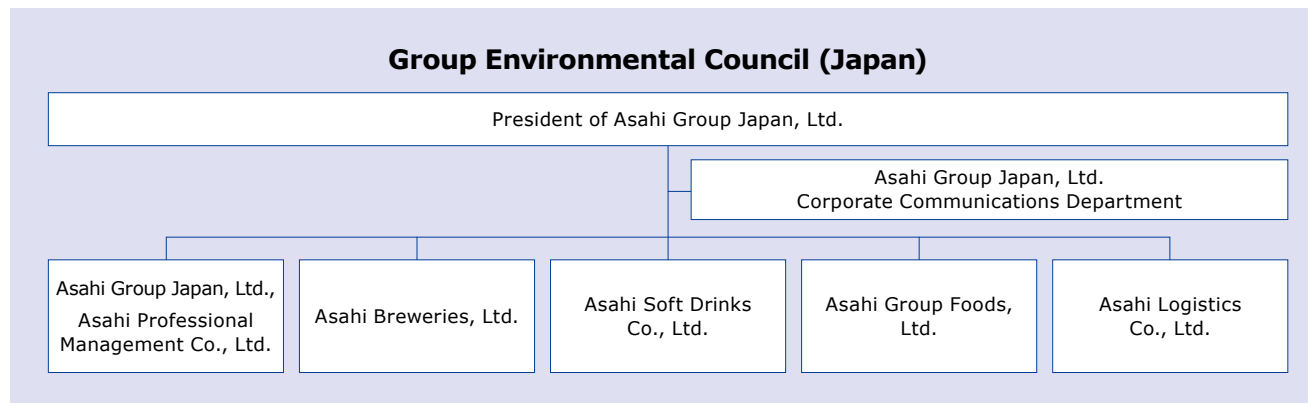 Group Environmental Council (Japan)
President of Asahi Group Japan, Ltd.
Asahi Group Japan, Ltd.
Corporate Communications Department
Asahi Group Japan, Ltd.,
Asahi Professional
Management Co., Ltd.
Asahi Breweries, Ltd.
Asahi Soft Drinks
Co., Ltd.
Asahi Group Foods,
Ltd.
Asahi Logistics
Co., Ltd.